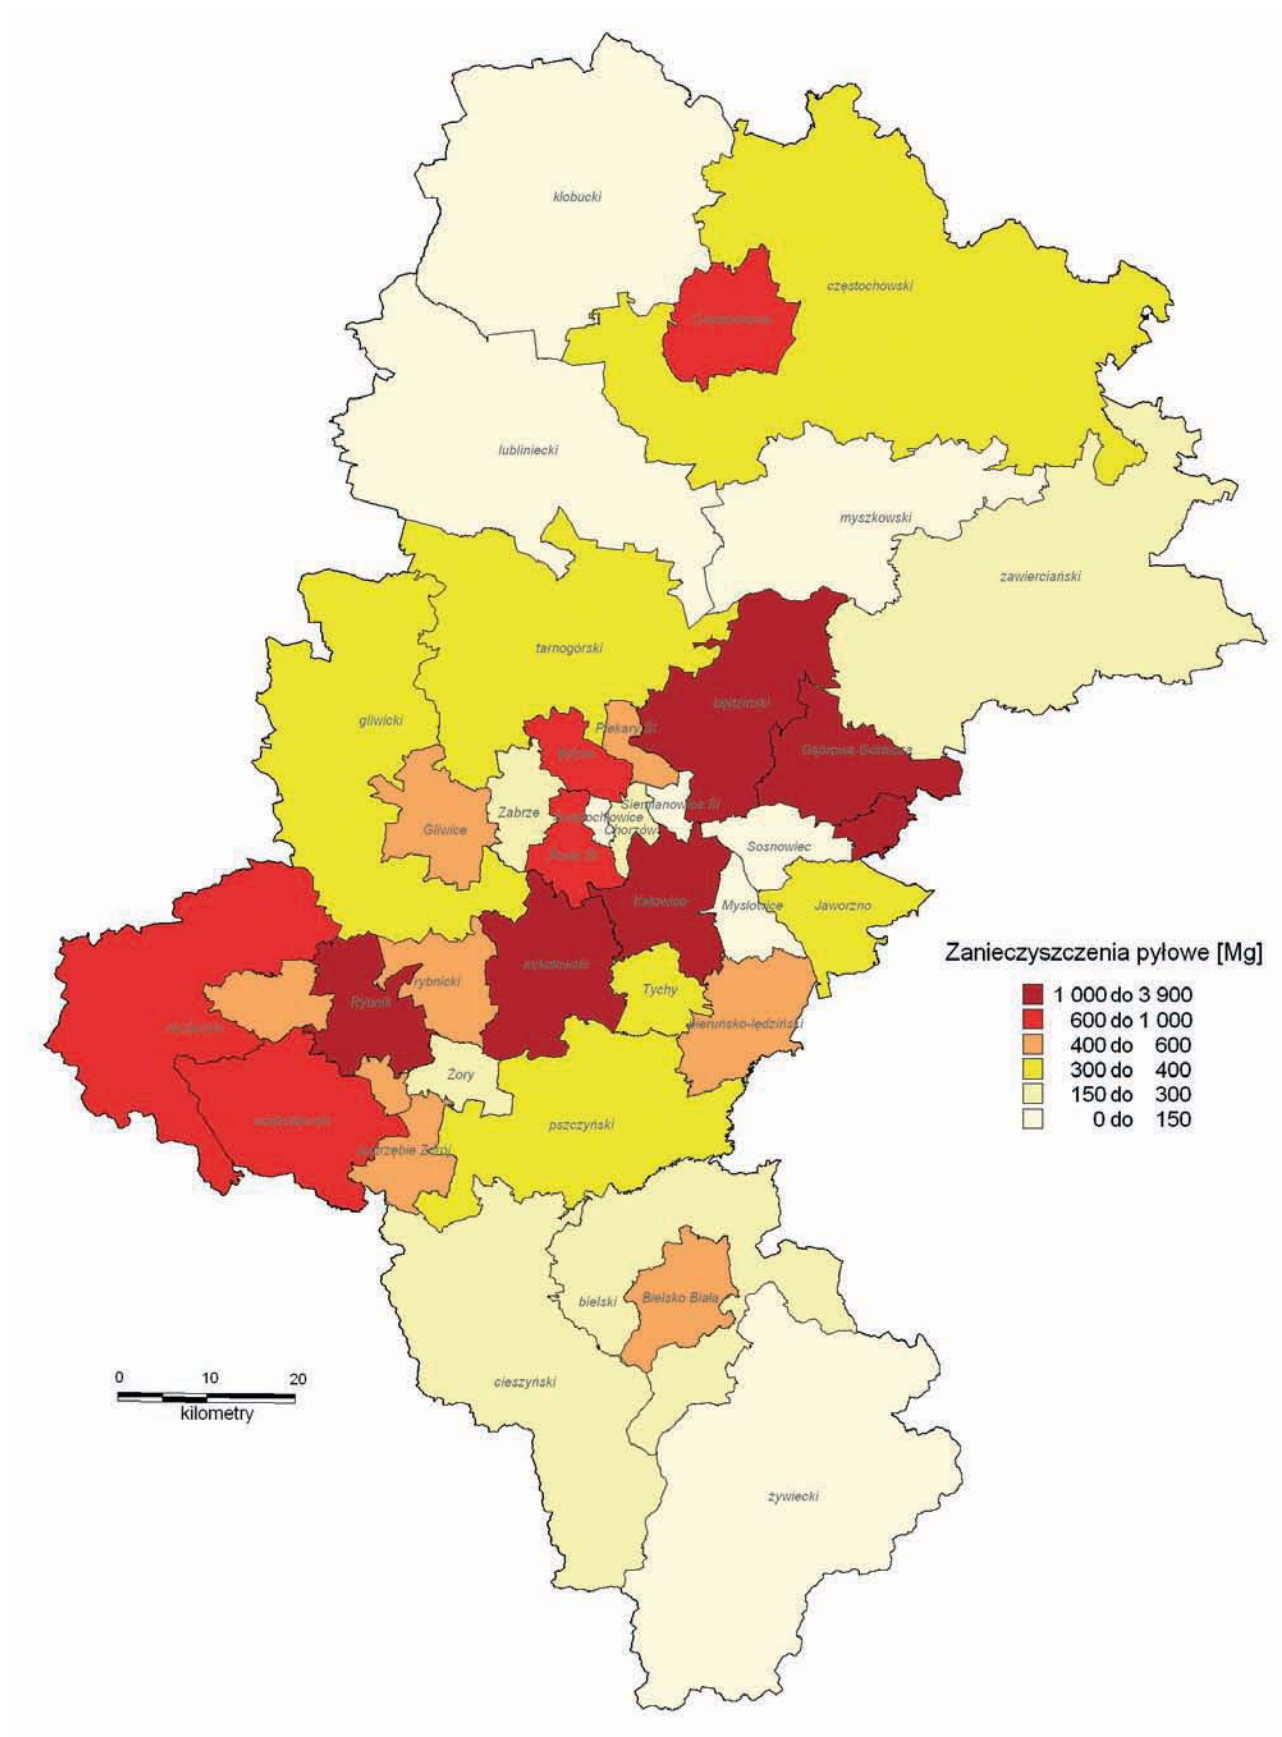 kłobucki
częstochowski
Częstochowa
lubliniecki
myszkowski
zawierciański
tarnogórski
będziński
gliwicki
Piekary Śl
Bytom
Dąbrowa Górnicza
Siemianowice Śl
Zabrze
Chorzów
Gliwice
Sosnowiec
Ruda Śl
Katowice
Mysłowice
Jaworzno
mikołowski
rybnicki
Tychy
Rybnik
bieruńsko-lędziński
raciborski
Żory
wodzisławski
pszczyński
Jastrzębie Zdrój
bielski
Bielsko Biała
cieszyński
żywiecki
Zanieczyszczenia pyłowe [Mg]
1 000 do 3 900
600 do 1 000
400 do 600
300 do 400
150 do 300
0 do 150
0 10 20
kilometry